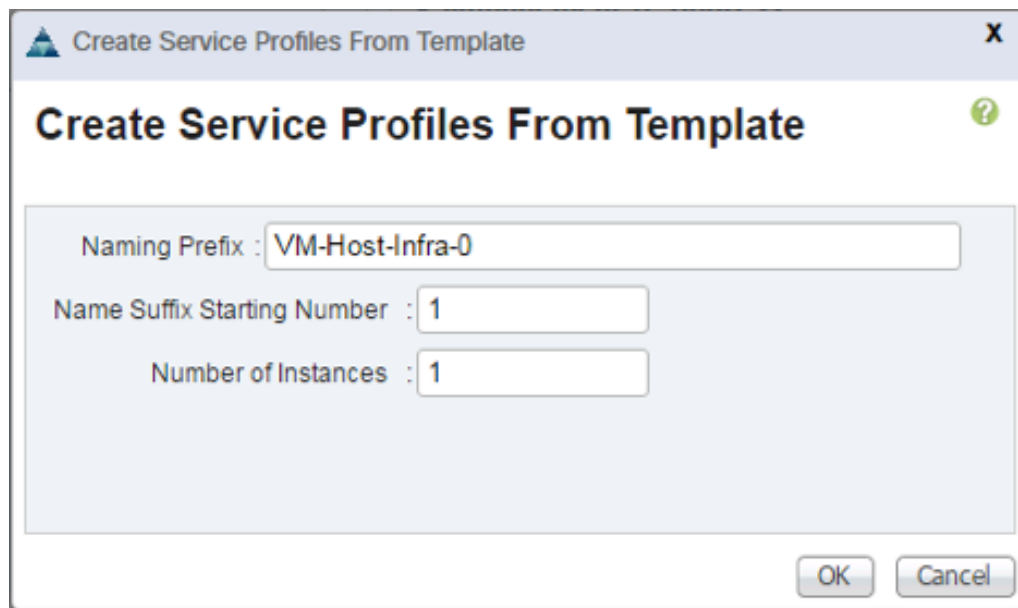 Create Service Profiles From Template
x
Create Service Profiles From Template
?
Naming Prefix : VM-Host-Infra-0
Name Suffix Starting Number : 1
Number of Instances : 1
OK Cancel